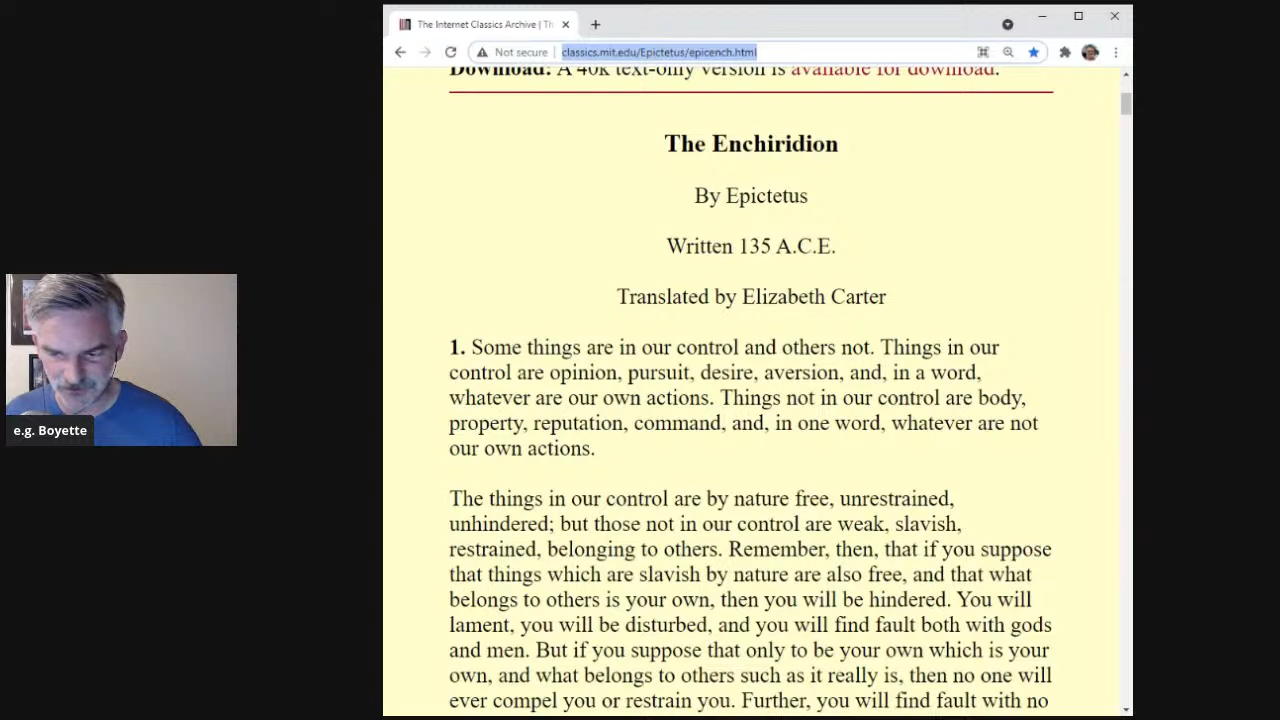 The Internet Classics Archive | Th
Not secure
classics.mit.edu/Epictetus/epicench.html
Download: A 40k text-only version is available for download.
The Enchiridion
By Epictetus
Written 135 A.C.E.
Translated by Elizabeth Carter
1. Some things are in our control and others not. Things in our
control are opinion, pursuit, desire, aversion, and, in a word,
whatever are our own actions. Things not in our control are body,
property, reputation, command, and, in one word, whatever are not
our own actions.
The things in our control are by nature free, unrestrained,
unhindered; but those not in our control are weak, slavish,
restrained, belonging to others. Remember, then, that if you suppose
that things which are slavish by nature are also free, and that what
belongs to others is your own, then you will be hindered. You will
lament, you will be disturbed, and you will find fault both with gods
and men. But if you suppose that only to be your own which is your
own, and what belongs to others such as it really is, then no one will
ever compel you or restrain you. Further, you will find fault with no
e.g. Boyette